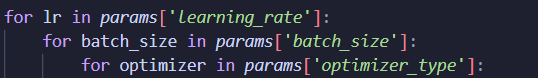 for lr in params['learning_rate']:
    for batch_size in params['batch_size']:
        for optimizer in params['optimizer_type']: